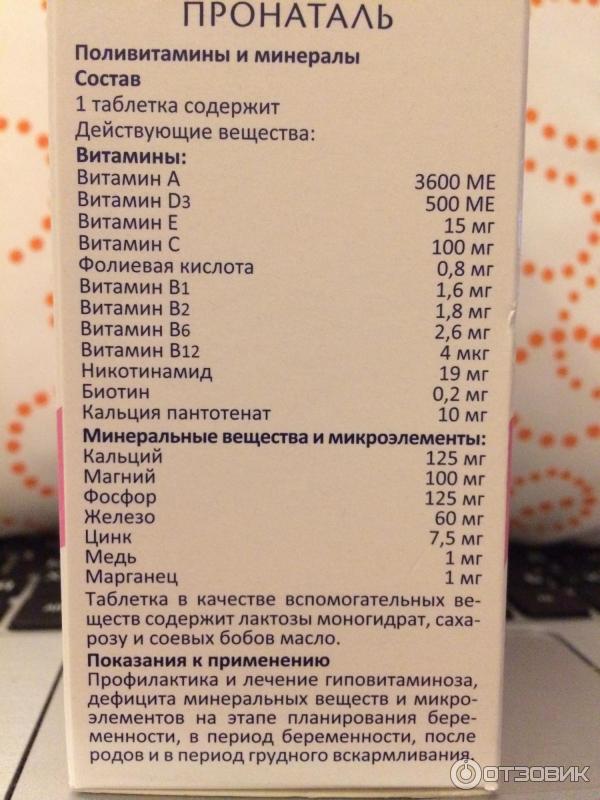 ПРОНАТАЛЬ
Поливитамины и минералы
Состав
1 таблетка содержит
Действующие вещества:
Витамины:
Витамин A 3600 МЕ
Витамин D3 500 МЕ
Витамин E 15 мг
Витамин C 100 мг
Фолиевая кислота 0,8 мг
Витамин B1 1,6 мг
Витамин B2 1,8 мг
Витамин B6 2,6 мг
Витамин B12 4 мкг
Никотинамид 19 мг
Биотин 0,2 мг
Кальция пантотенат 10 мг
Минеральные вещества и микроэлементы:
Кальций 125 мг
Магний 100 мг
Фосфор 125 мг
Железо 60 мг
Цинк 7,5 мг
Медь 1 мг
Марганец 1 мг
Таблетка в качестве вспомогательных ве-
ществ содержит лактозы моногидрат, саха-
розу и соевых бобов масло.
Показания к применению
Профилактика и лечение гиповитаминоза,
дефицита минеральных веществ и микро-
элементов на этапе планирования бере-
менности, в период беременности, после
родов и в период грудного вскармливания.
ОТЗОВИК